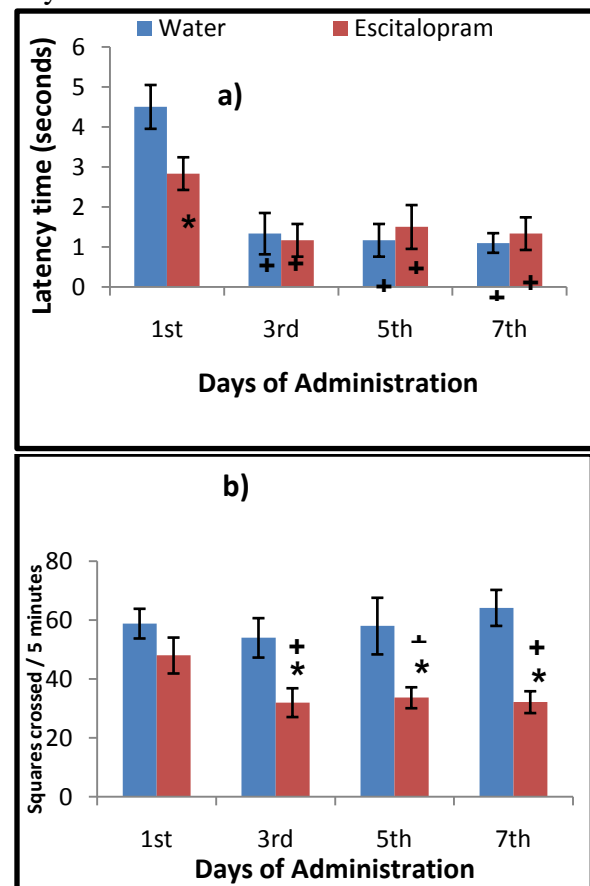 Water Escitalopram
a)
Latency time (seconds)
6
5
4
3
2
1
0
*
+ + + + + +
1st 3rd 5th 7th
Days of Administration
b)
Squares crossed / 5 minutes
80
60
40
20
0
+ + +
* * *
1st 3rd 5th 7th
Days of Administration